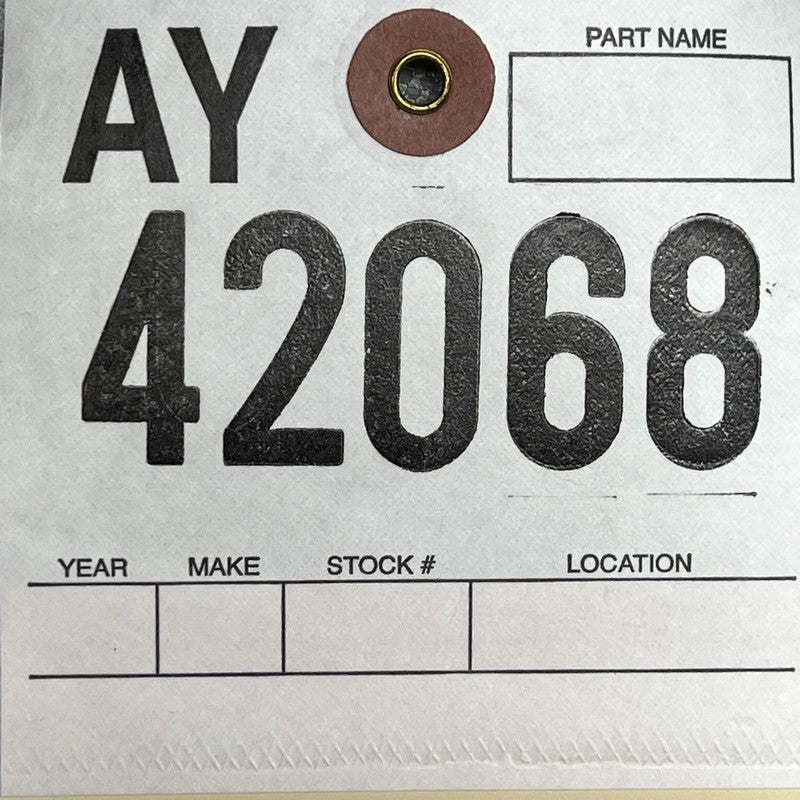 AY
PART NAME
42068
YEAR MAKE STOCK # LOCATION